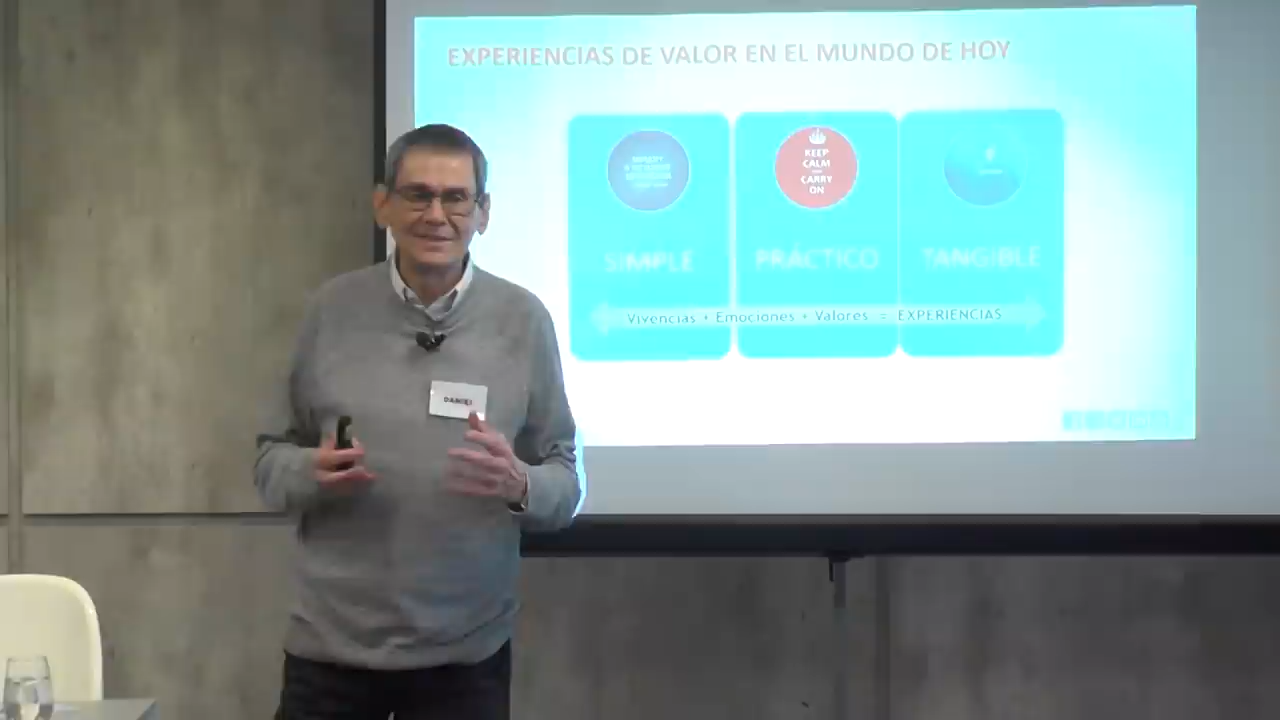 EXPERIENCIAS DE VALOR EN EL MUNDO DE HOY
KEEP
CALM
AND
CARRY
ON
SIMPLE
PRÁCTICO
TANGIBLE
Vivencias + Emociones + Valores = EXPERIENCIAS
DANIEL